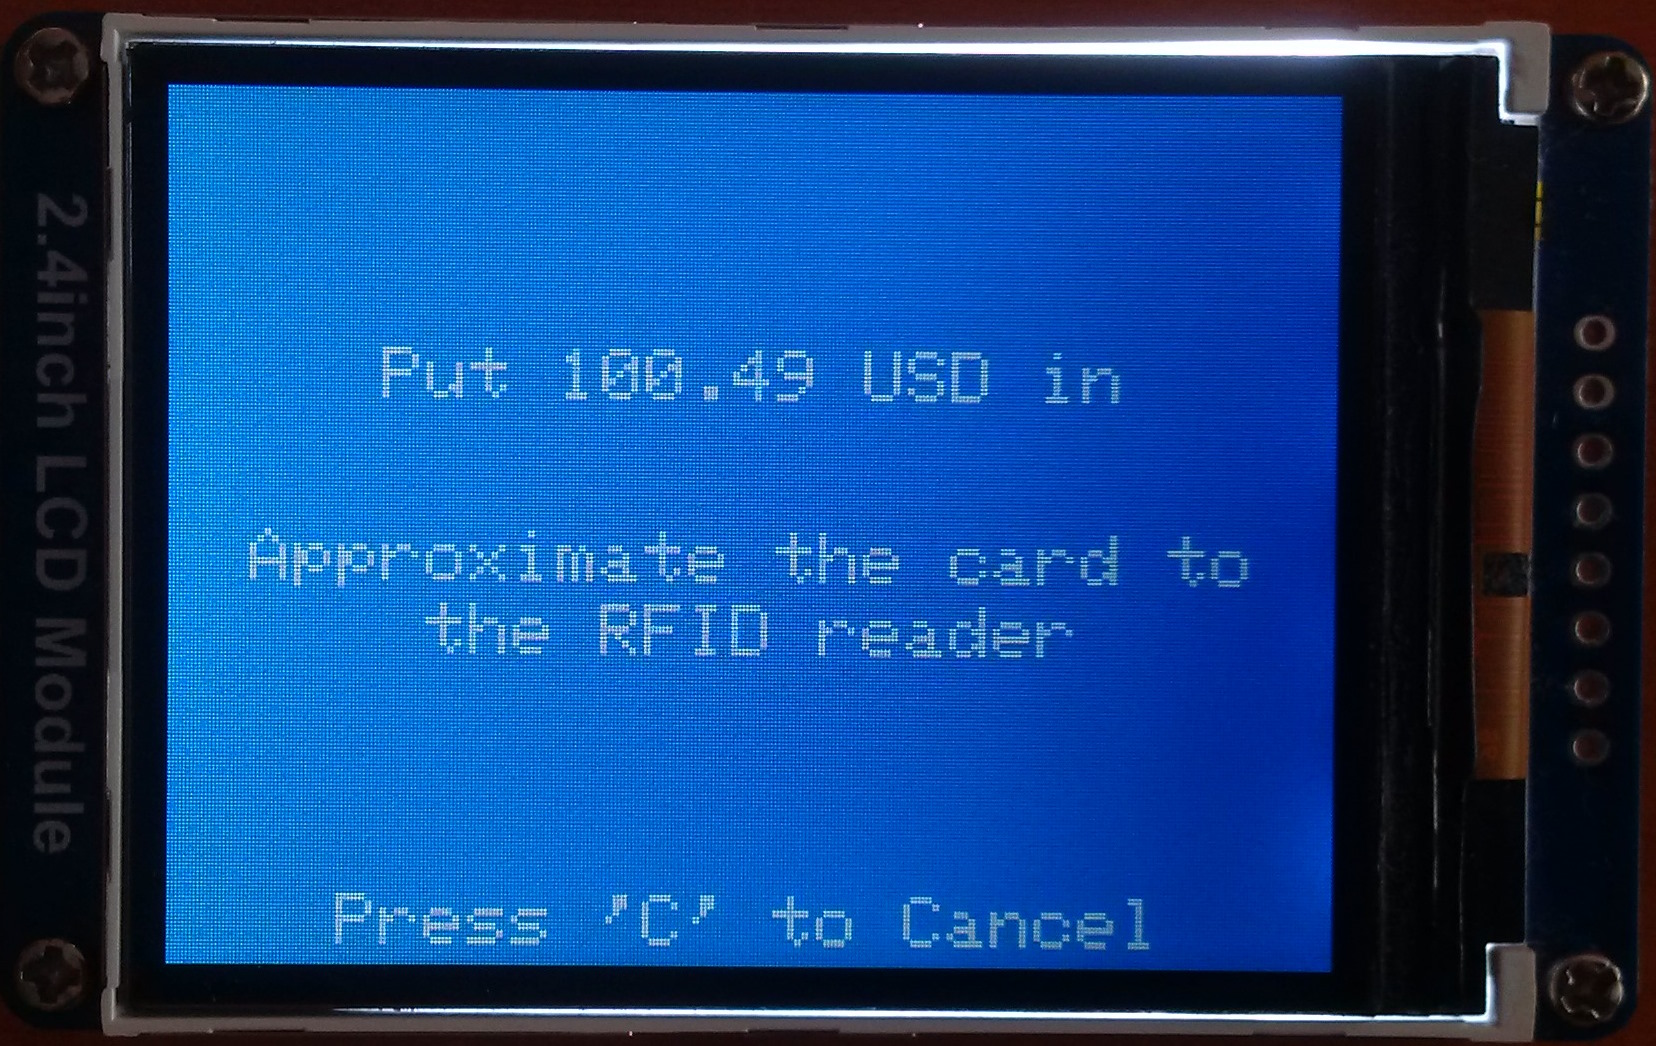 2.4inch LCD Module
Put 100.49 USD in
Approximate the card to
the RFID reader
Press 'C' to Cancel